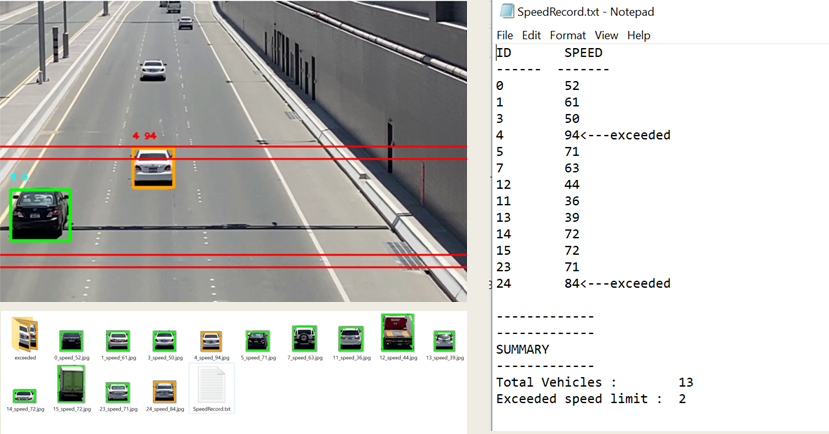 4 94
exceeded
0_speed_52.jpg
1_speed_61.jpg
3_speed_50.jpg
4_speed_94.jpg
5_speed_71.jpg
7_speed_63.jpg
11_speed_36.jpg
12_speed_44.jpg
13_speed_39.jpg
14_speed_72.jpg
15_speed_72.jpg
23_speed_71.jpg
24_speed_84.jpg
SpeedRecord.txt
SpeedRecord.txt - Notepad
File Edit Format View Help
ID SPEED
------ -------
0 52
1 61
3 50
4 94<---exceeded
5 71
7 63
12 44
11 36
13 39
14 72
15 72
23 71
24 84<---exceeded
-------------
-------------
SUMMARY
-------------
Total Vehicles : 13
Exceeded speed limit : 2